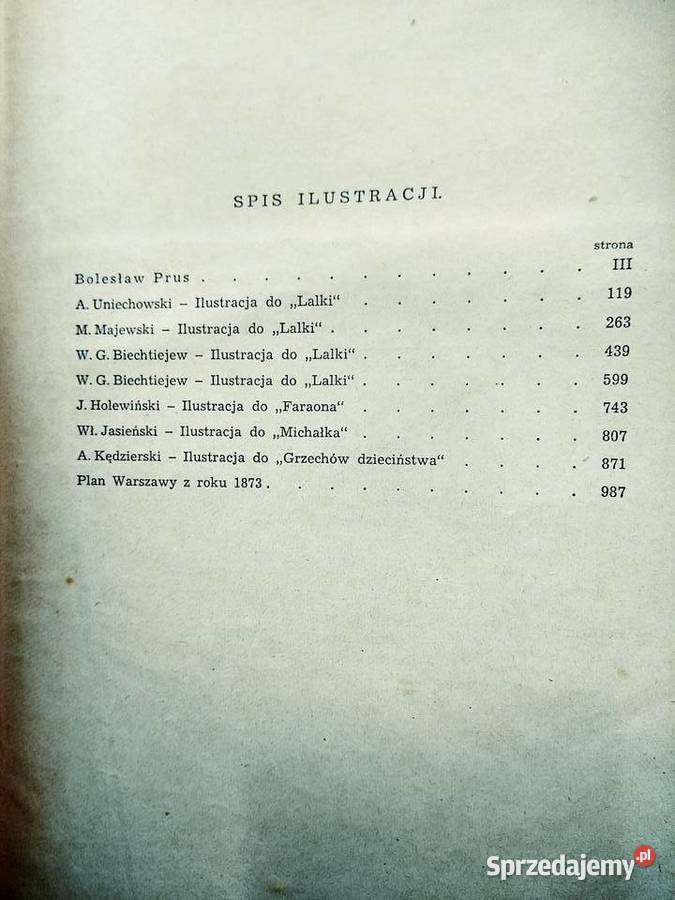 SPIS ILUSTRACJI.
strona
Bolesław Prus . . . . . . . . . . . III
A. Uniechowski – Ilustracja do „Lalki“ . . . . . . . 119
M. Majewski – Ilustracja do „Lalki“ . . . . . . . . 263
W. G. Biechtiejew – Ilustracja do „Lalki“ . . . . . . . 439
W. G. Biechtiejew – Ilustracja do „Lalki“ . . . . . . . 599
J. Holewiński – Ilustracja do „Faraona“ . . . . . . . 743
Wł. Jasieński – Ilustracja do „Michałka“ . . . . . . . 807
A. Kędzierski – Ilustracja do „Grzechów dzieciństwa“ . . . . 871
Plan Warszawy z roku 1873 . . . . . . . . . 987
Sprzedajemy.pl